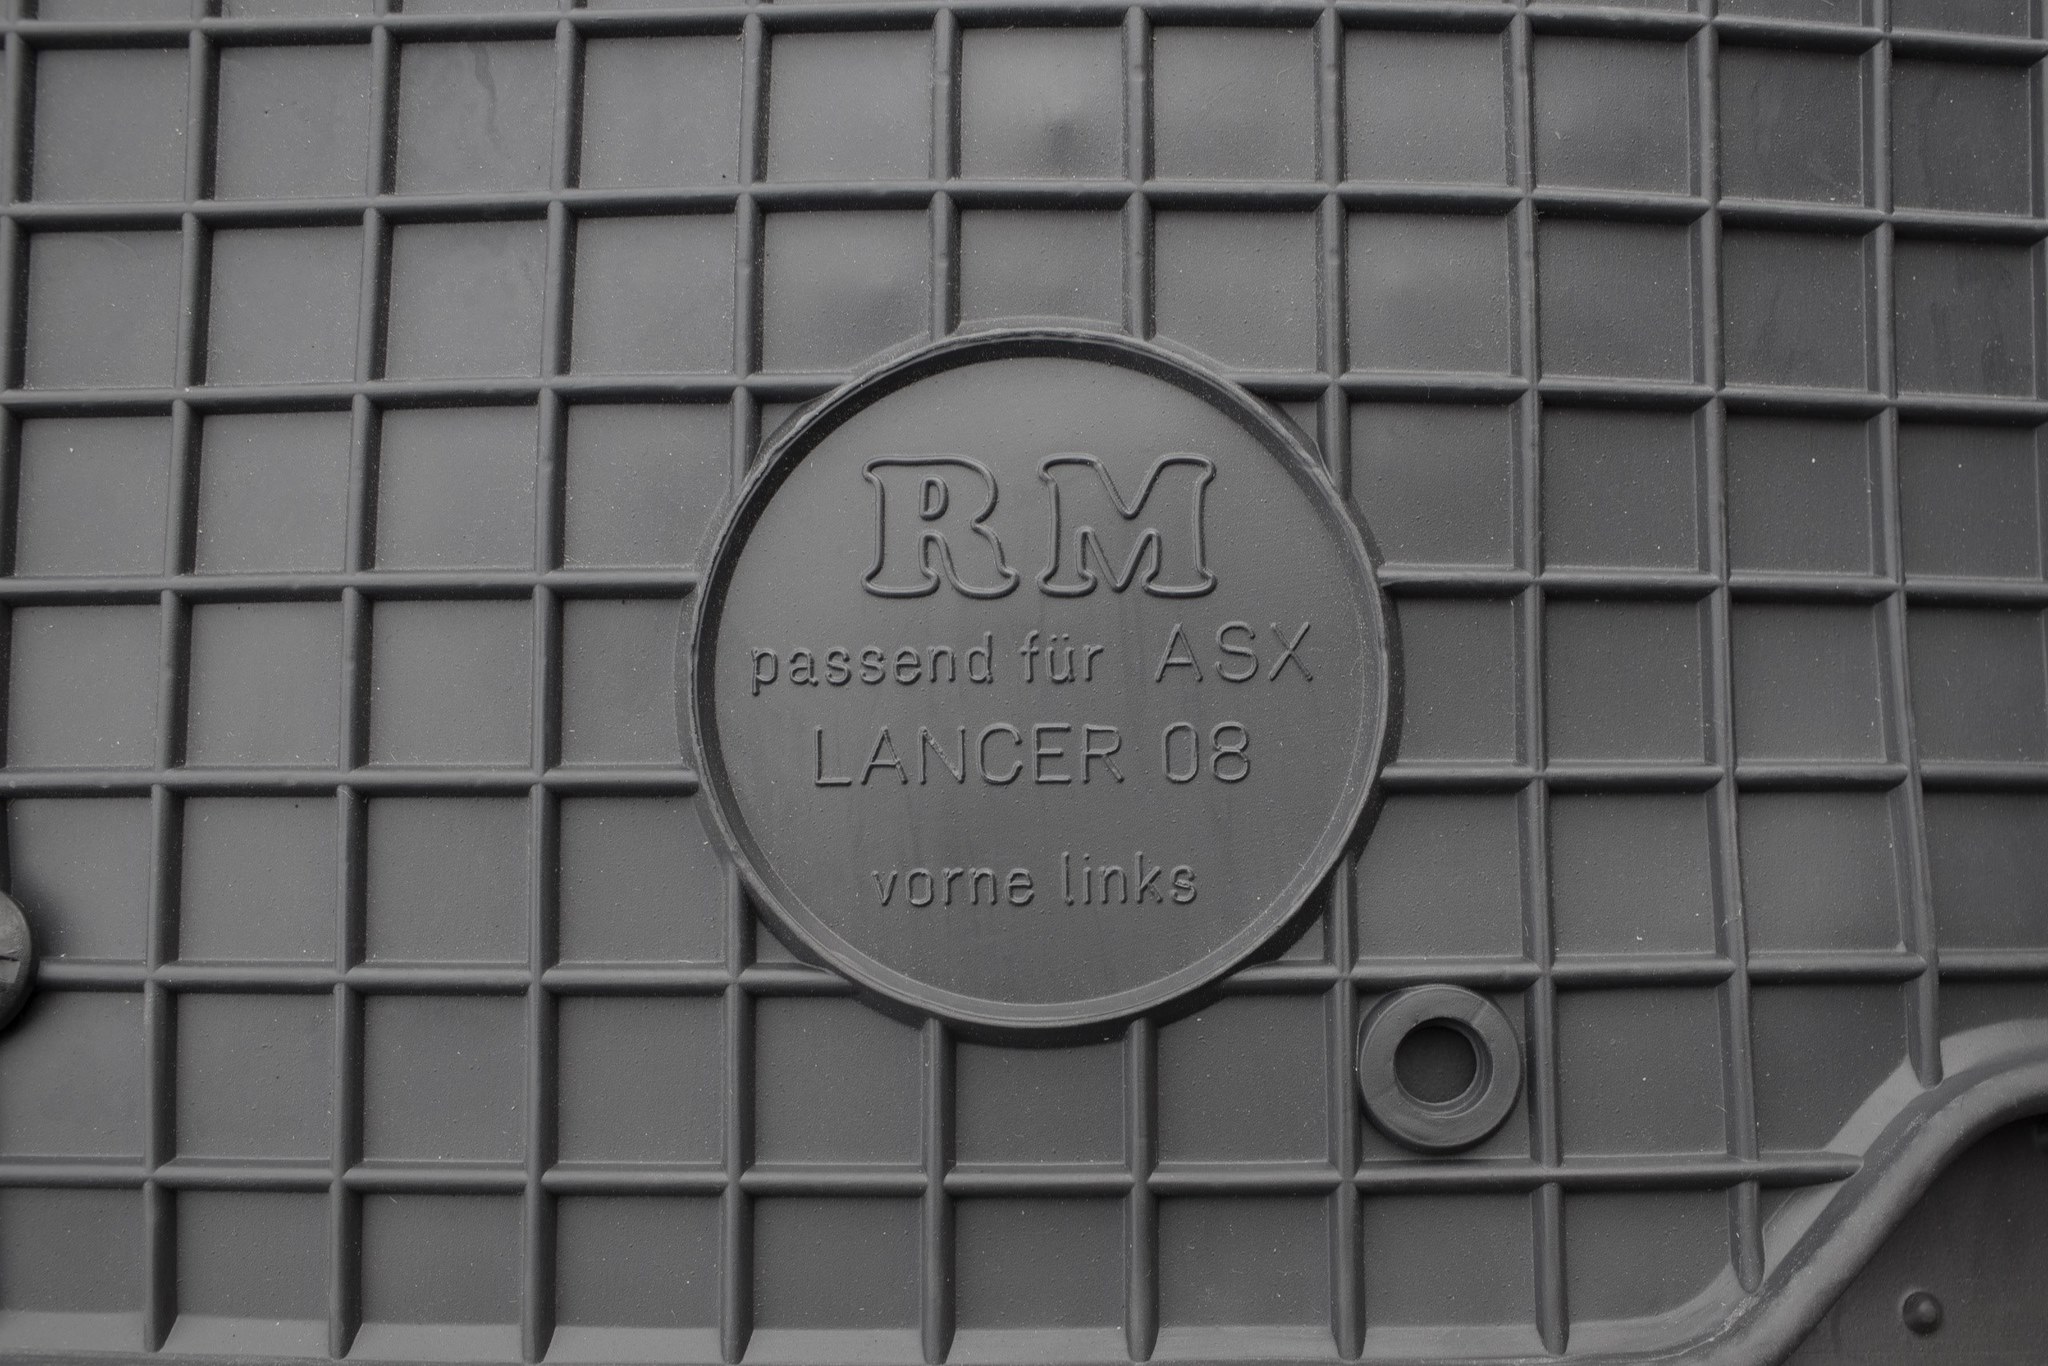 RM
passend für ASX
LANCER 08
vorne links